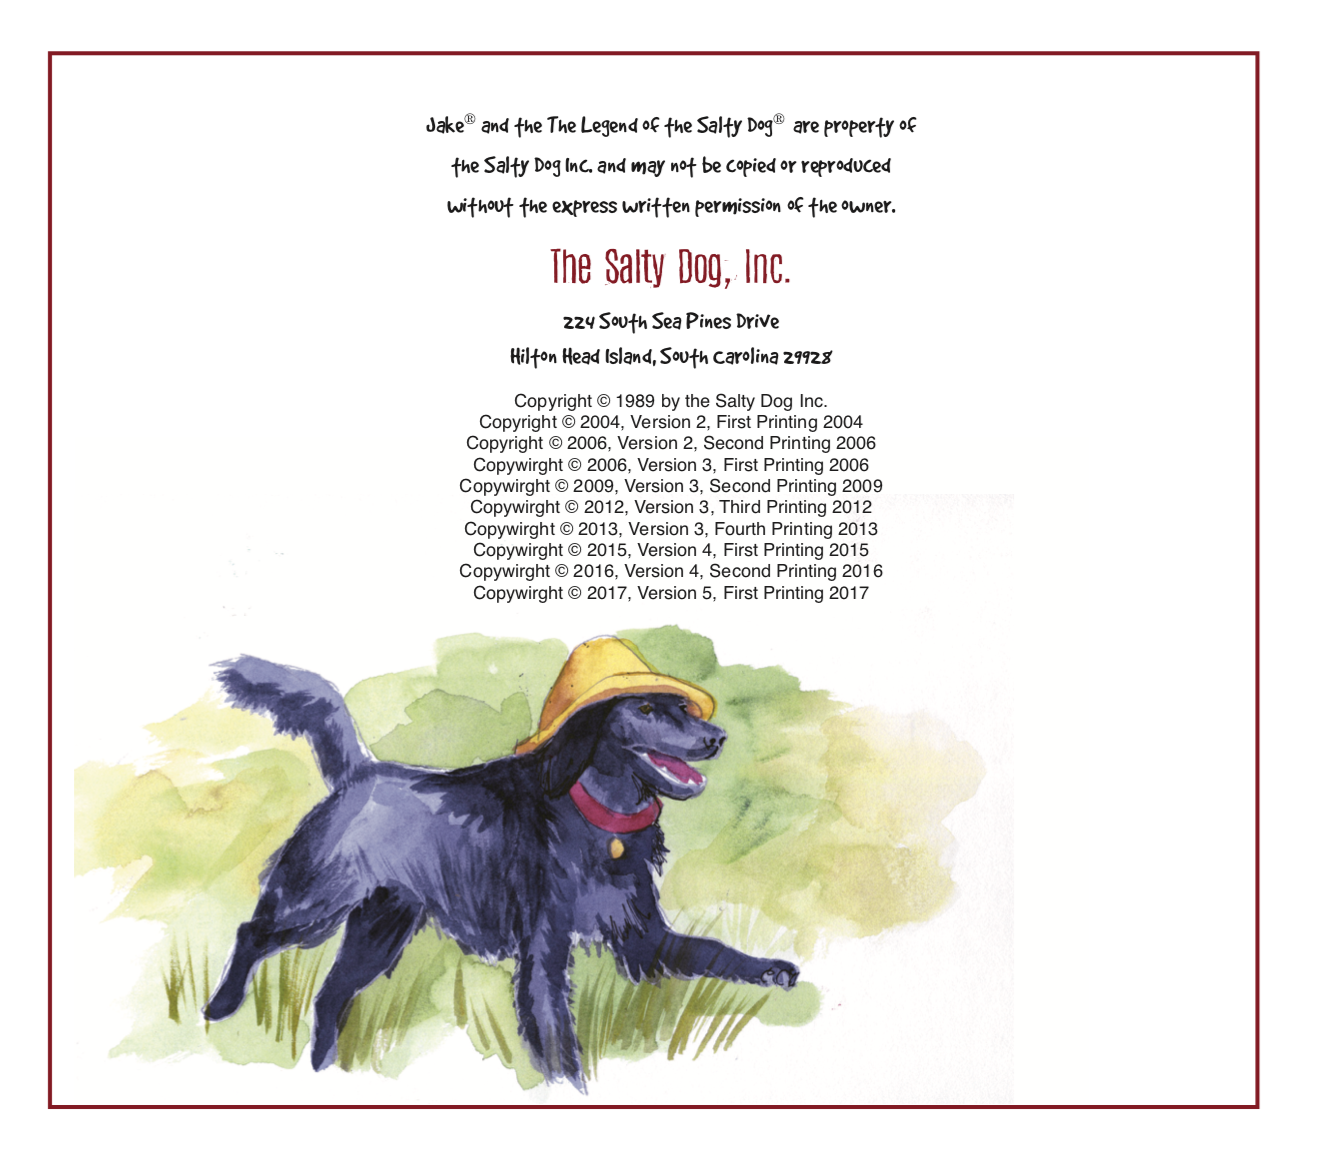 Jake® and the The Legend of the Salty Dog® are property of
the Salty Dog Inc. and may not be copied or reproduced
without the express written permission of the owner.
The Salty Dog, Inc.
224 South Sea Pines Drive
Hilton Head Island, South Carolina 29928
Copyright © 1989 by the Salty Dog Inc.
Copyright © 2004, Version 2, First Printing 2004
Copyright © 2006, Version 2, Second Printing 2006
Copywirght © 2006, Version 3, First Printing 2006
Copywirght © 2009, Version 3, Second Printing 2009
Copywirght © 2012, Version 3, Third Printing 2012
Copywirght © 2013, Version 3, Fourth Printing 2013
Copywirght © 2015, Version 4, First Printing 2015
Copywirght © 2016, Version 4, Second Printing 2016
Copywirght © 2017, Version 5, First Printing 2017